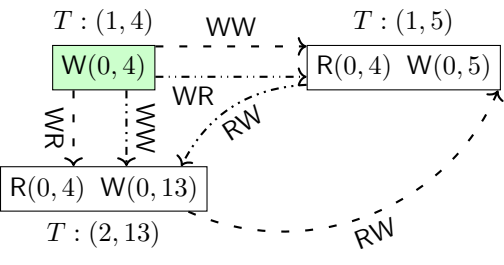 T : (1, 4)
WW
T : (1, 5)
W(0, 4)
R(0, 4) W(0, 5)
WR
RW
WR
WW
R(0, 4) W(0, 13)
T : (2, 13)
RW